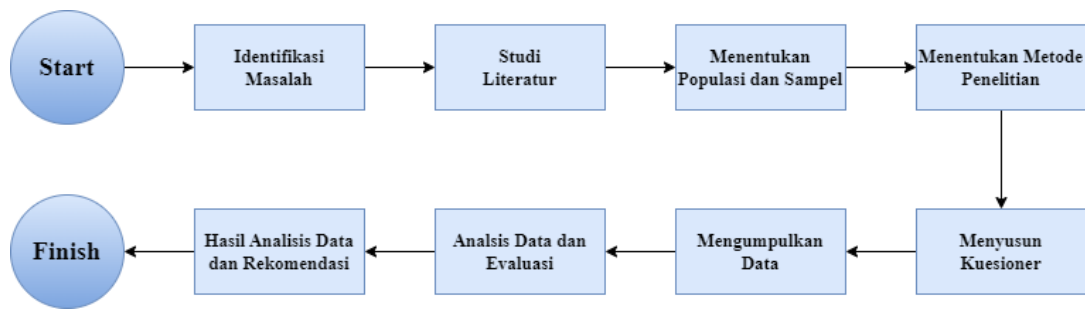 Start
Identifikasi
Masalah
Studi
Literatur
Menentukan
Populasi dan Sampel
Menentukan Metode
Penelitian
Menyusun
Kuesioner
Mengumpulkan
Data
Analsis Data dan
Evaluasi
Hasil Analisis Data
dan Rekomendasi
Finish